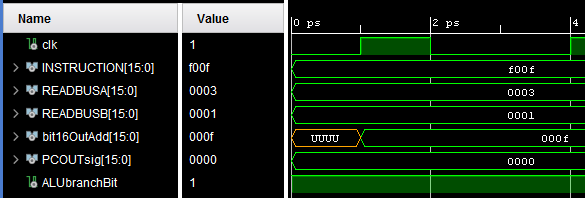 Name Value 0 ps 2 ps 4
clk 1
INSTRUCTION[15:0] f00f f00f
READBUSA[15:0] 0003 0003
READBUSB[15:0] 0001 0001
bit16OutAdd[15:0] 000f UUUU 000f
PCOUTsig[15:0] 0000 0000
ALUbranchBit 1